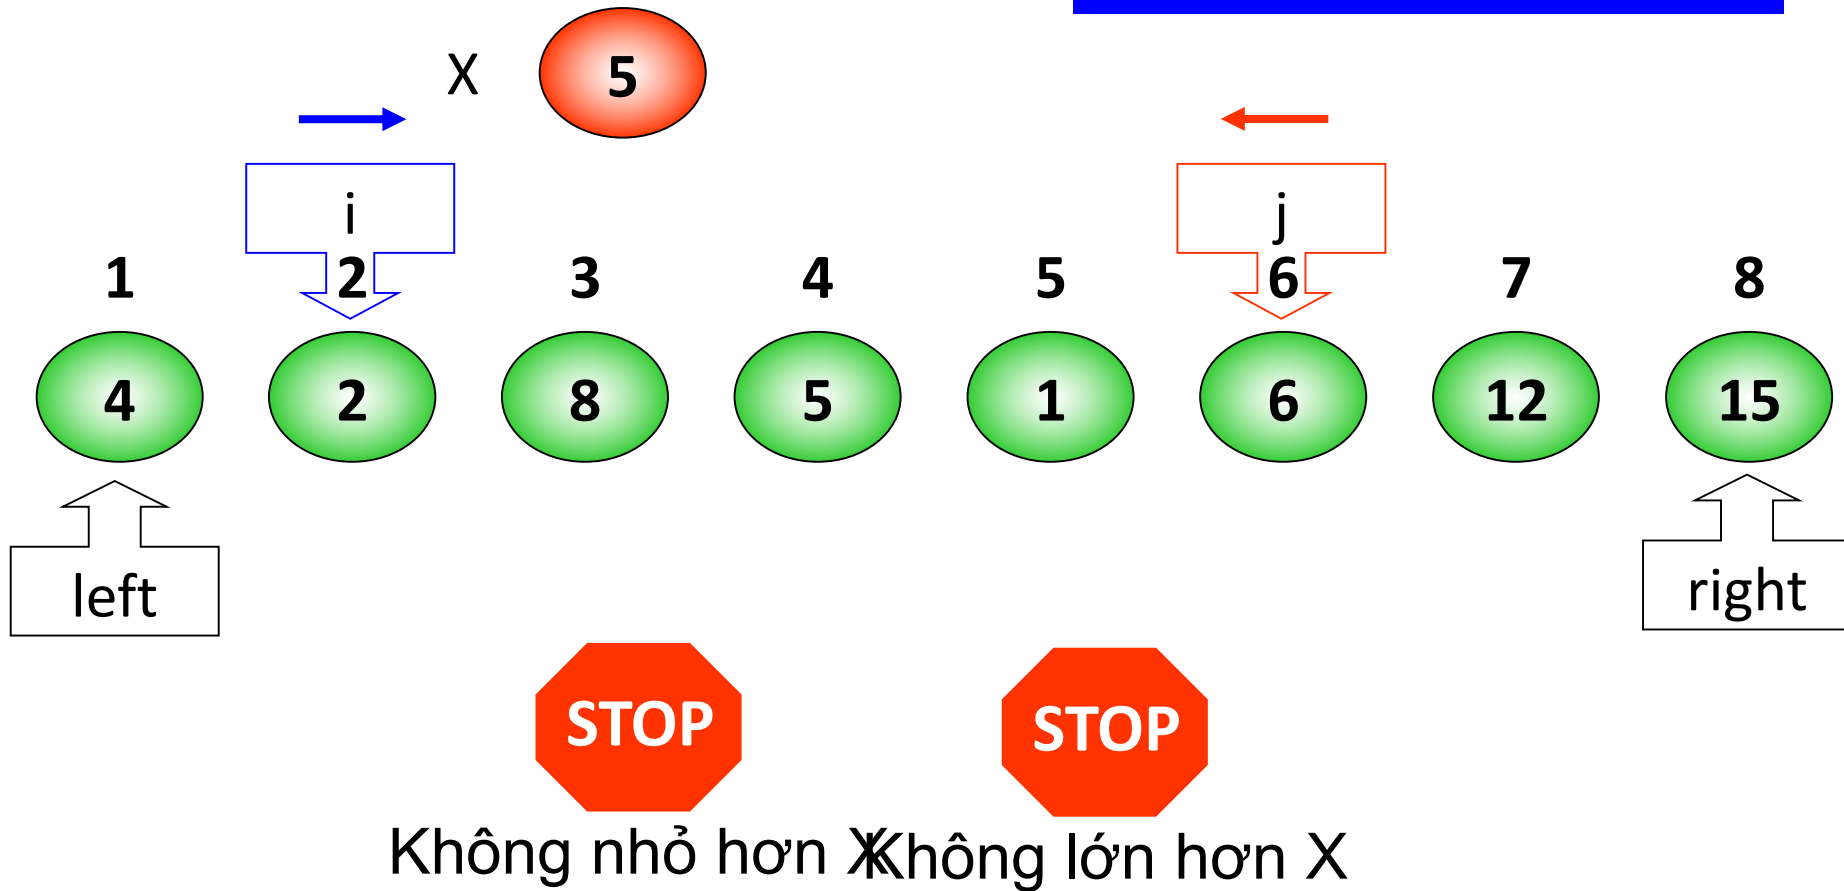 X 5
i j
1 2 3 4 5 6 7 8
4 2 8 5 1 6 12 15
left right
STOP STOP
Không nhỏ hơn X Không lớn hơn X